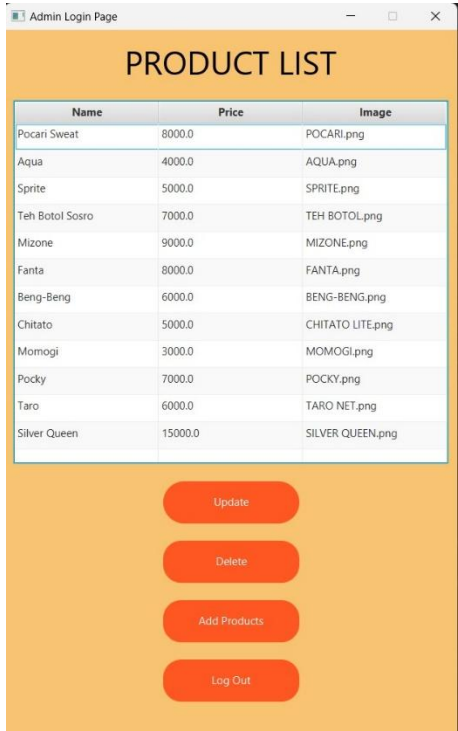 Admin Login Page
PRODUCT LIST
Name Price Image
Pocari Sweat 8000.0 POCARI.png
Aqua 4000.0 AQUA.png
Sprite 5000.0 SPRITE.png
Teh Botol Sosro 7000.0 TEH BOTOL.png
Mizone 9000.0 MIZONE.png
Fanta 8000.0 FANTA.png
Beng-Beng 6000.0 BENG-BENG.png
Chitato 5000.0 CHITATO LITE.png
Momogi 3000.0 MOMOGI.png
Pocky 7000.0 POCKY.png
Taro 6000.0 TARO NET.png
Silver Queen 15000.0 SILVER QUEEN.png
Update
Delete
Add Products
Log Out